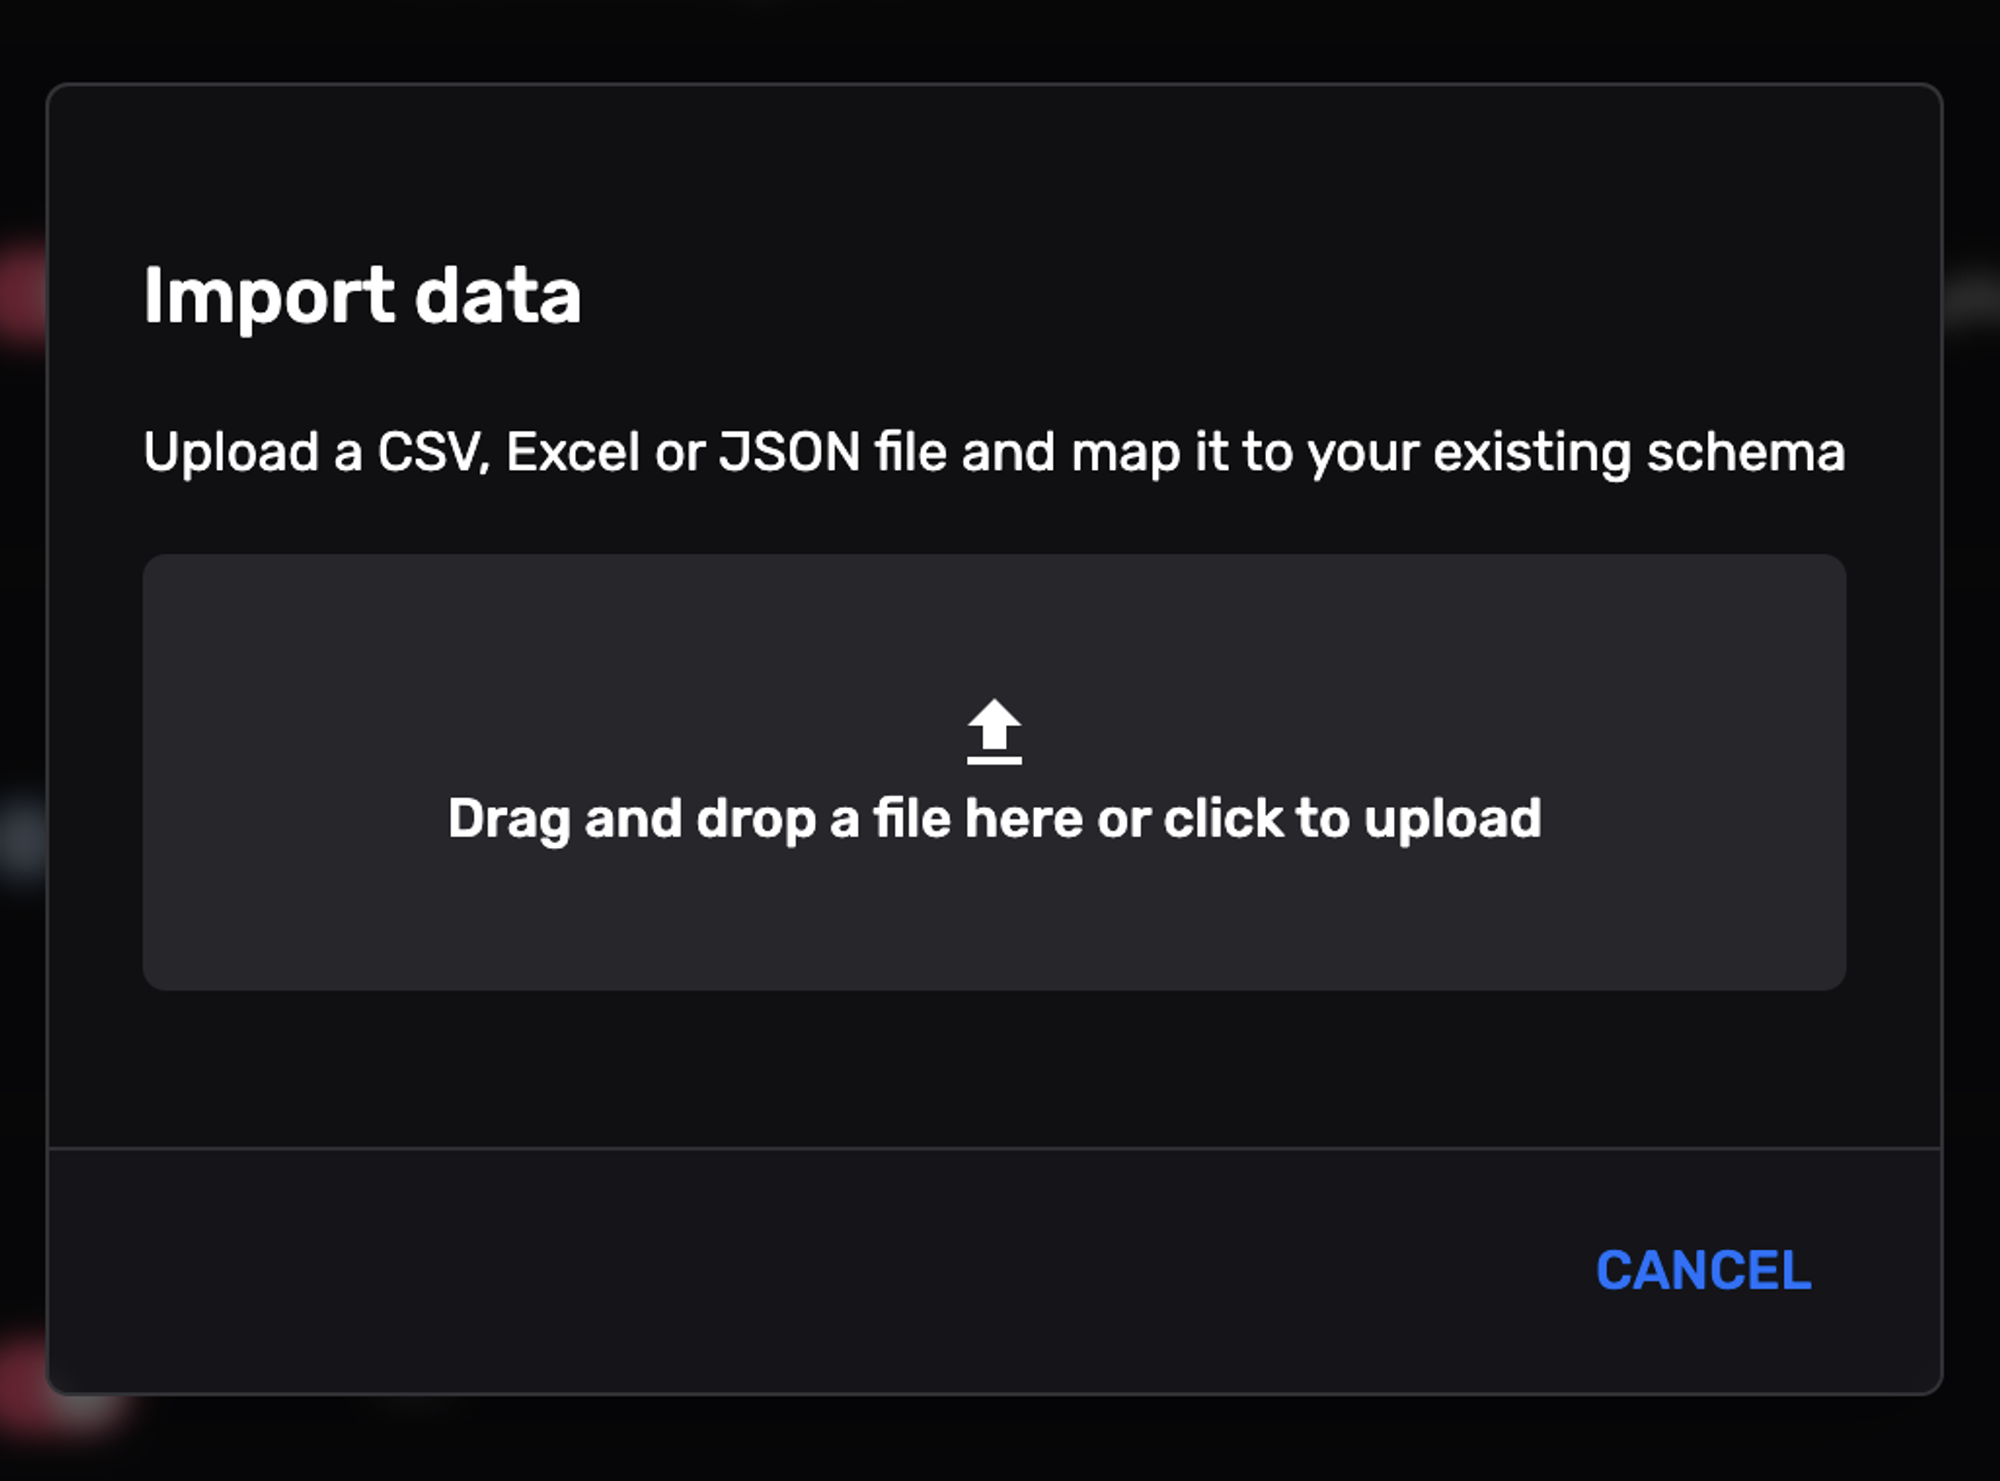 Import data
Upload a CSV, Excel or JSON file and map it to your existing schema
Drag and drop a file here or click to upload
CANCEL